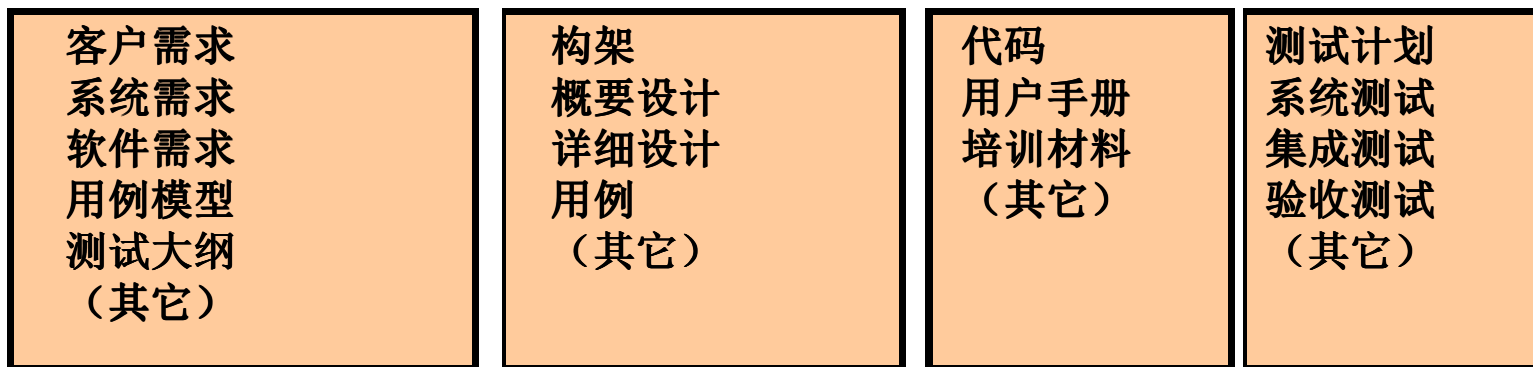 客户需求
系统需求
软件需求
用例模型
测试大纲
（其它）
构架
概要设计
详细设计
用例
（其它）
代码
用户手册
培训材料
（其它）
测试计划
系统测试
集成测试
验收测试
（其它）